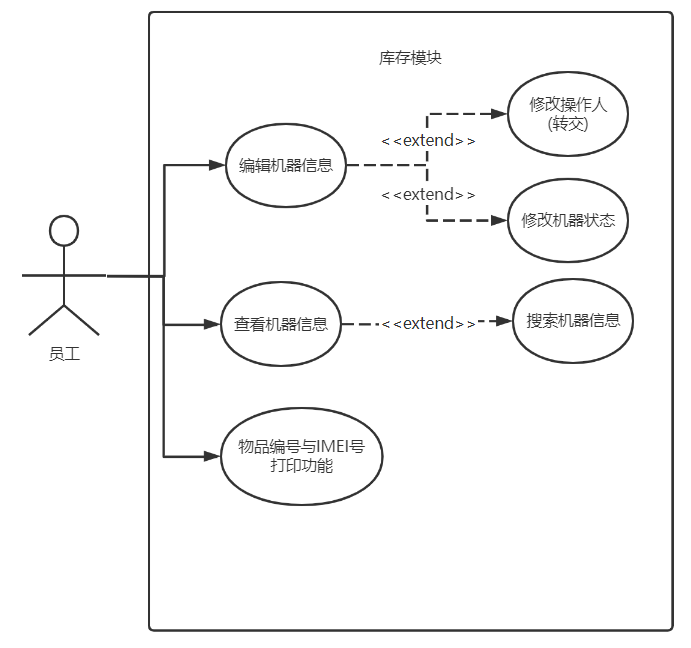 库存模块
修改操作人
(转交)
<<extend>>
编辑机器信息
<<extend>>
修改机器状态
查看机器信息
<<extend>>
搜索机器信息
员工
物品编号与IMEI号
打印功能